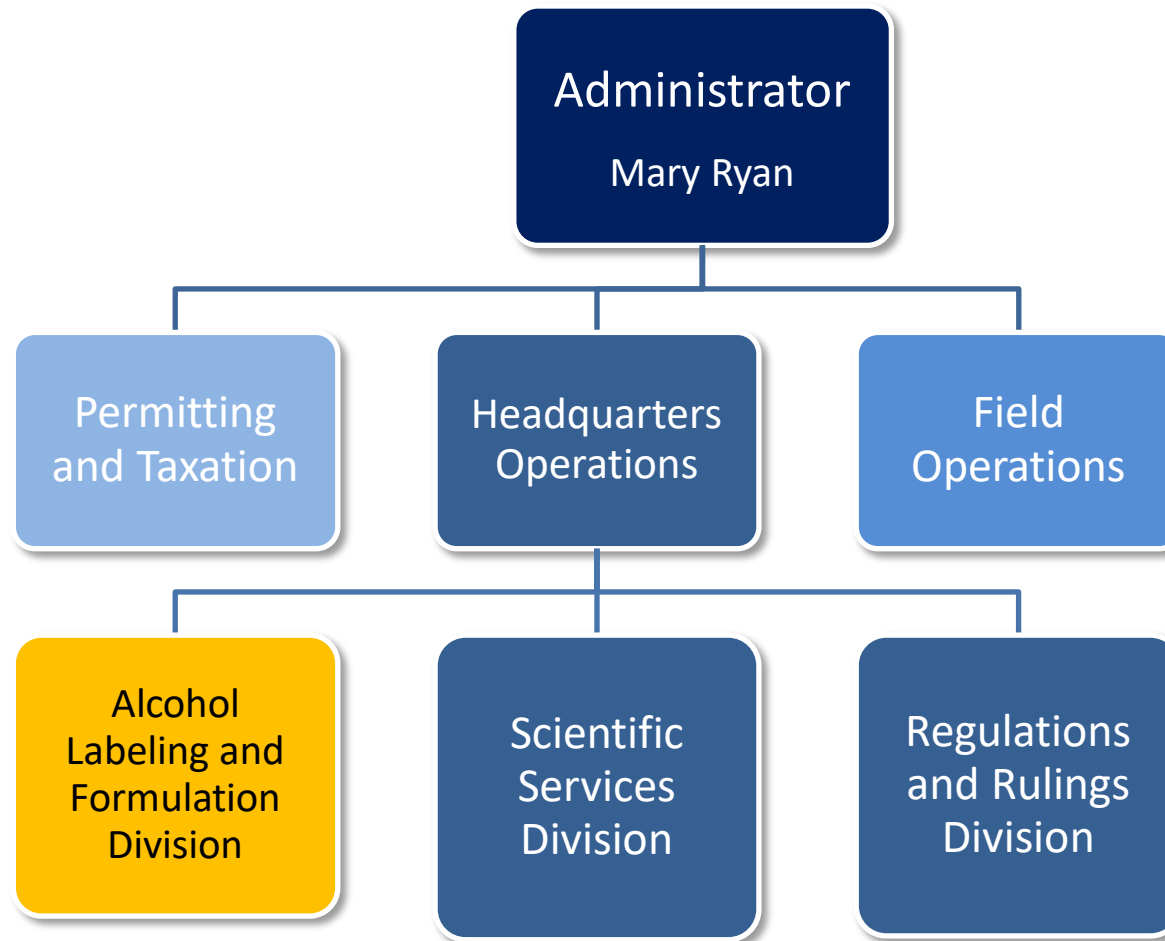 Administrator
Mary Ryan
Permitting
and Taxation
Headquarters
Operations
Field
Operations
Alcohol
Labeling and
Formulation
Division
Scientific
Services
Division
Regulations
and Rulings
Division